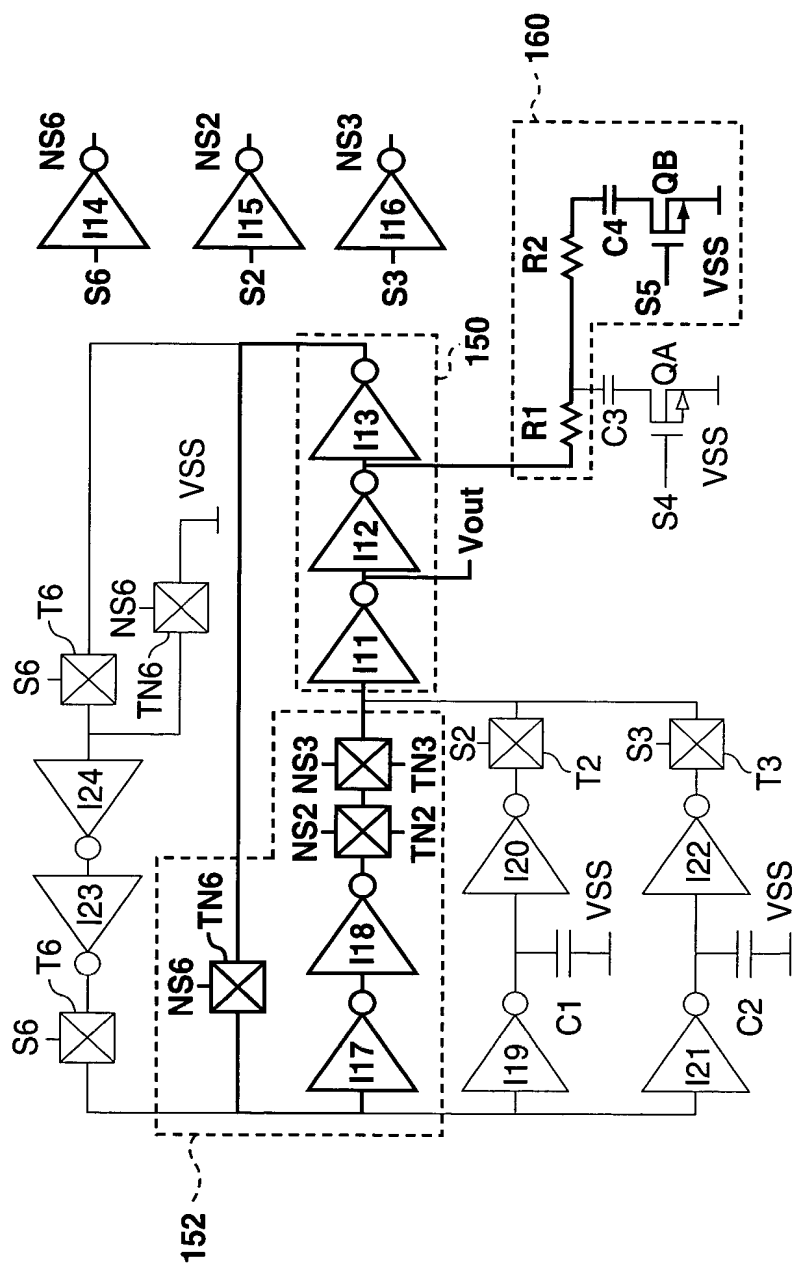 S6
I14
NS6
S2
I15
NS2
S3
I16
NS3
160
R1
R2
C4
S5
QB
VSS
C3
S4
QA
VSS
150
I11
I12
I13
Vout
S6
T6
NS6
TN6
VSS
I24
I23
S6
T6
152
NS6
TN6
I17
I18
NS2
TN2
NS3
TN3
I19
C1
VSS
I20
S2
T2
I21
C2
VSS
I22
S3
T3